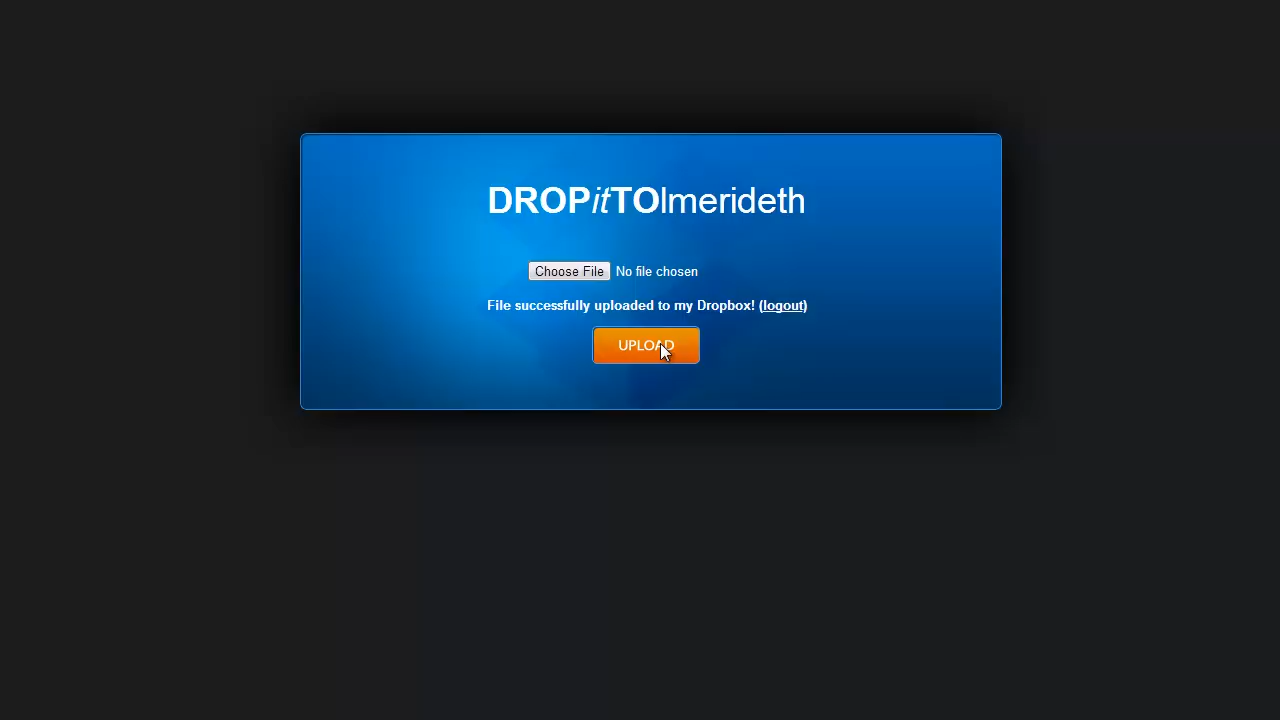 DROPitTOlmerideth
Choose File No file chosen
File successfully uploaded to my Dropbox! (logout)
UPLOAD